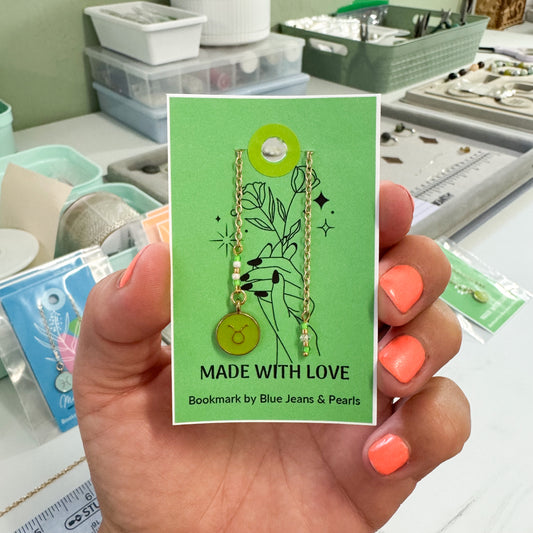 MADE WITH LOVE
Bookmark by Blue Jeans & Pearls